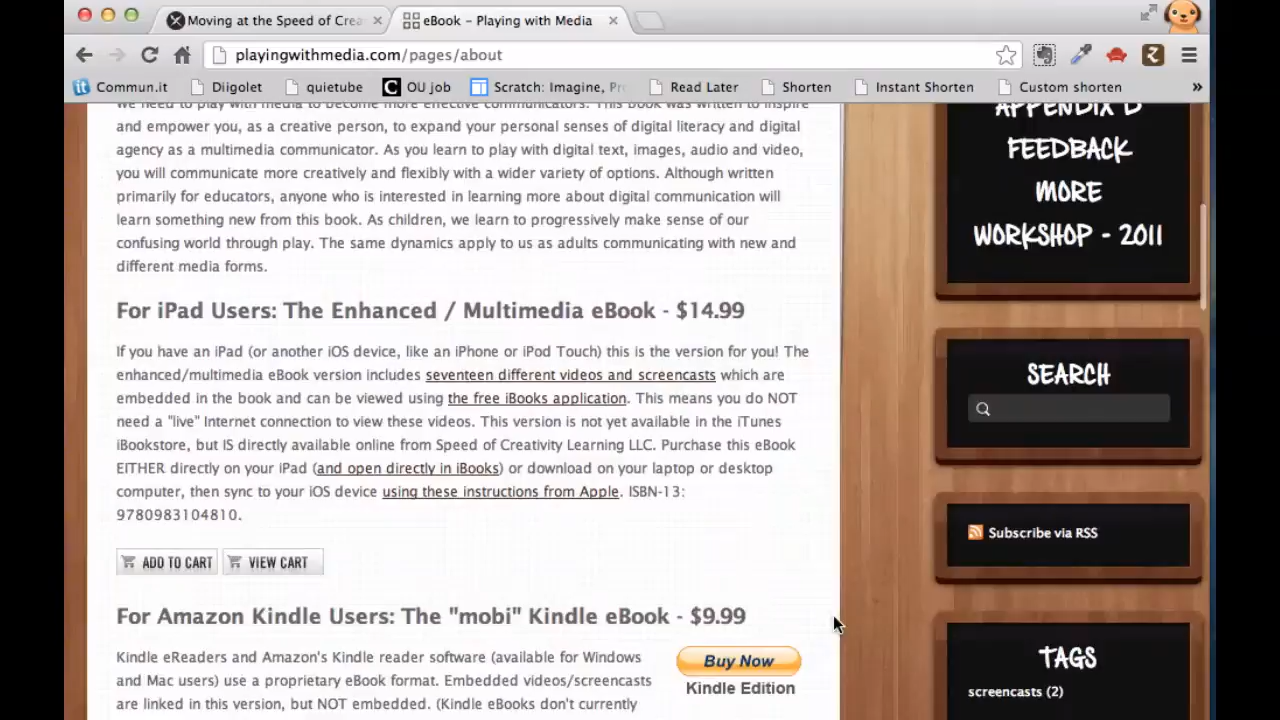 Moving at the Speed of Crea
eBook – Playing with Media
playingwithmedia.com/pages/about
Commun.it
Diigolet
quietube
OU job
Scratch: Imagine, Pr
Read Later
Shorten
Instant Shorten
Custom shorten
»
We need to play with media to become more effective communicators. This book was written to inspire
and empower you, as a creative person, to expand your personal senses of digital literacy and digital
agency as a multimedia communicator. As you learn to play with digital text, images, audio and video,
you will communicate more creatively and flexibly with a wider variety of options. Although written
primarily for educators, anyone who is interested in learning more about digital communication will
learn something new from this book. As children, we learn to progressively make sense of our
confusing world through play. The same dynamics apply to us as adults communicating with new and
different media forms.
For iPad Users: The Enhanced / Multimedia eBook - $14.99
If you have an iPad (or another iOS device, like an iPhone or iPod Touch) this is the version for you! The
enhanced/multimedia eBook version includes seventeen different videos and screencasts which are
embedded in the book and can be viewed using the free iBooks application. This means you do NOT
need a "live" Internet connection to view these videos. This version is not yet available in the iTunes
iBookstore, but IS directly available online from Speed of Creativity Learning LLC. Purchase this eBook
EITHER directly on your iPad (and open directly in iBooks) or download on your laptop or desktop
computer, then sync to your iOS device using these instructions from Apple. ISBN-13:
9780983104810.
ADD TO CART
VIEW CART
For Amazon Kindle Users: The "mobi" Kindle eBook - $9.99
Kindle eReaders and Amazon's Kindle reader software (available for Windows
and Mac users) use a proprietary eBook format. Embedded videos/screencasts
are linked in this version, but NOT embedded. (Kindle eBooks don't currently
Buy Now
Kindle Edition
APPENDIX D
FEEDBACK
MORE
WORKSHOP - 2011
SEARCH
Subscribe via RSS
TAGS
screencasts (2)